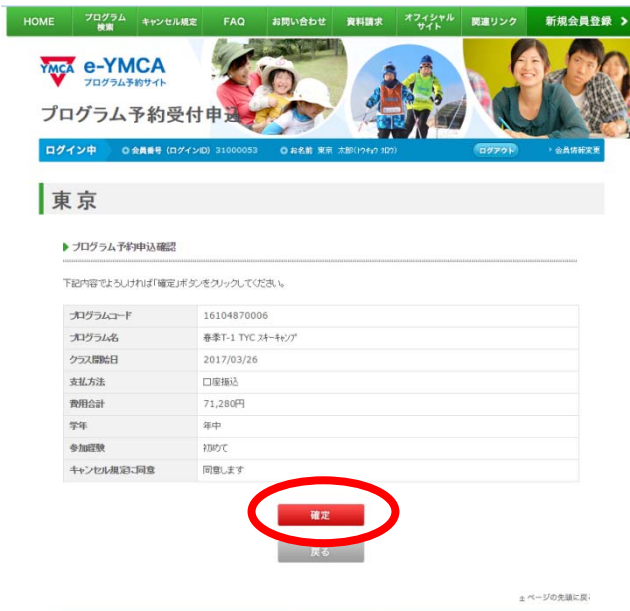 HOME プログラム検索 キャンセル規定 FAQ お問い合わせ 資料請求 オフィシャルサイト 関連リンク 新規会員登録
YMCA e-YMCA
プログラム予約サイト
プログラム予約受付申込
ログイン中 会員番号 (ログインID) 31000053 お名前 東京 太郎(トウキョウ タロウ) ログアウト 会員情報変更
東京
プログラム予約申込確認
下記内容でよろしければ「確定」ボタンをクリックしてください。
プログラムコード 16104870006
プログラム名 春季T-1 TYC スキーキャンプ
クラス開始日 2017/03/26
支払方法 口座振込
費用合計 71,280円
学年 年中
参加経験 初めて
キャンセル規定に同意 同意します
確定
戻る
ページの先頭に戻る